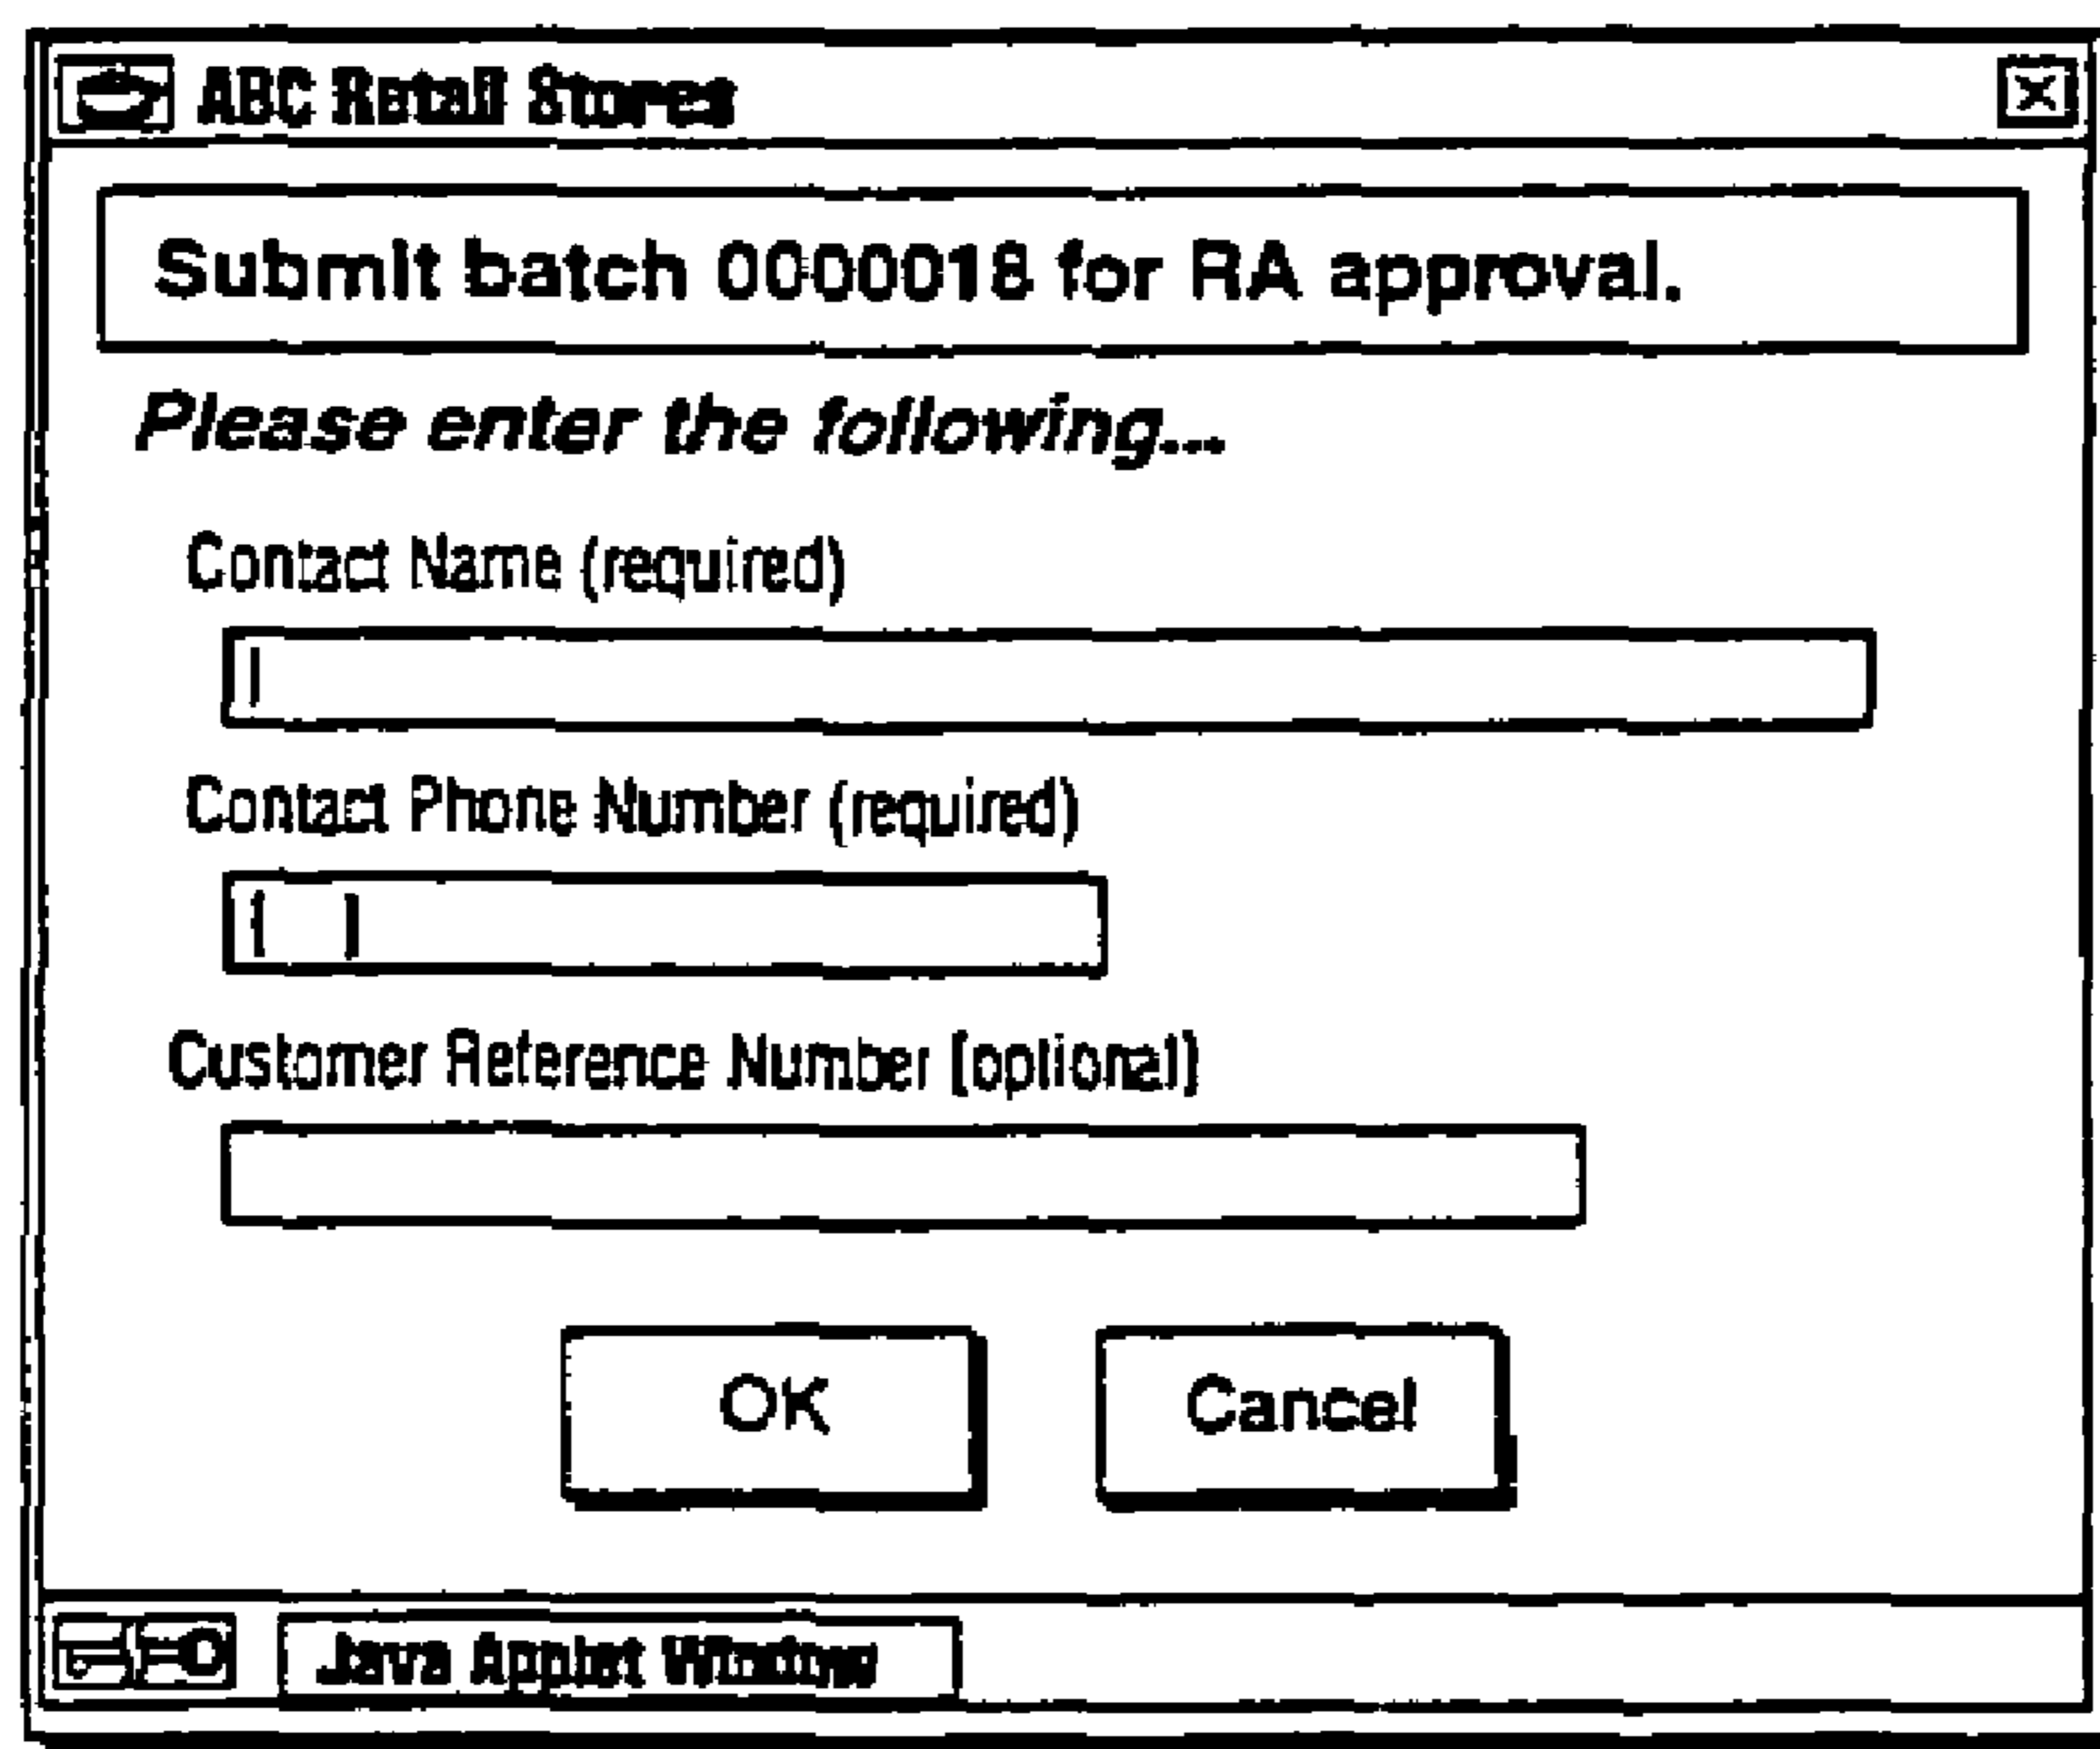 ABC Retail Stores
Submit batch 0000018 for RA approval.
Please enter the following...
Contact Name (required)
Contact Phone Number (required)
( )
Customer Reference Number (optional)
OK Cancel
Java Applet Window